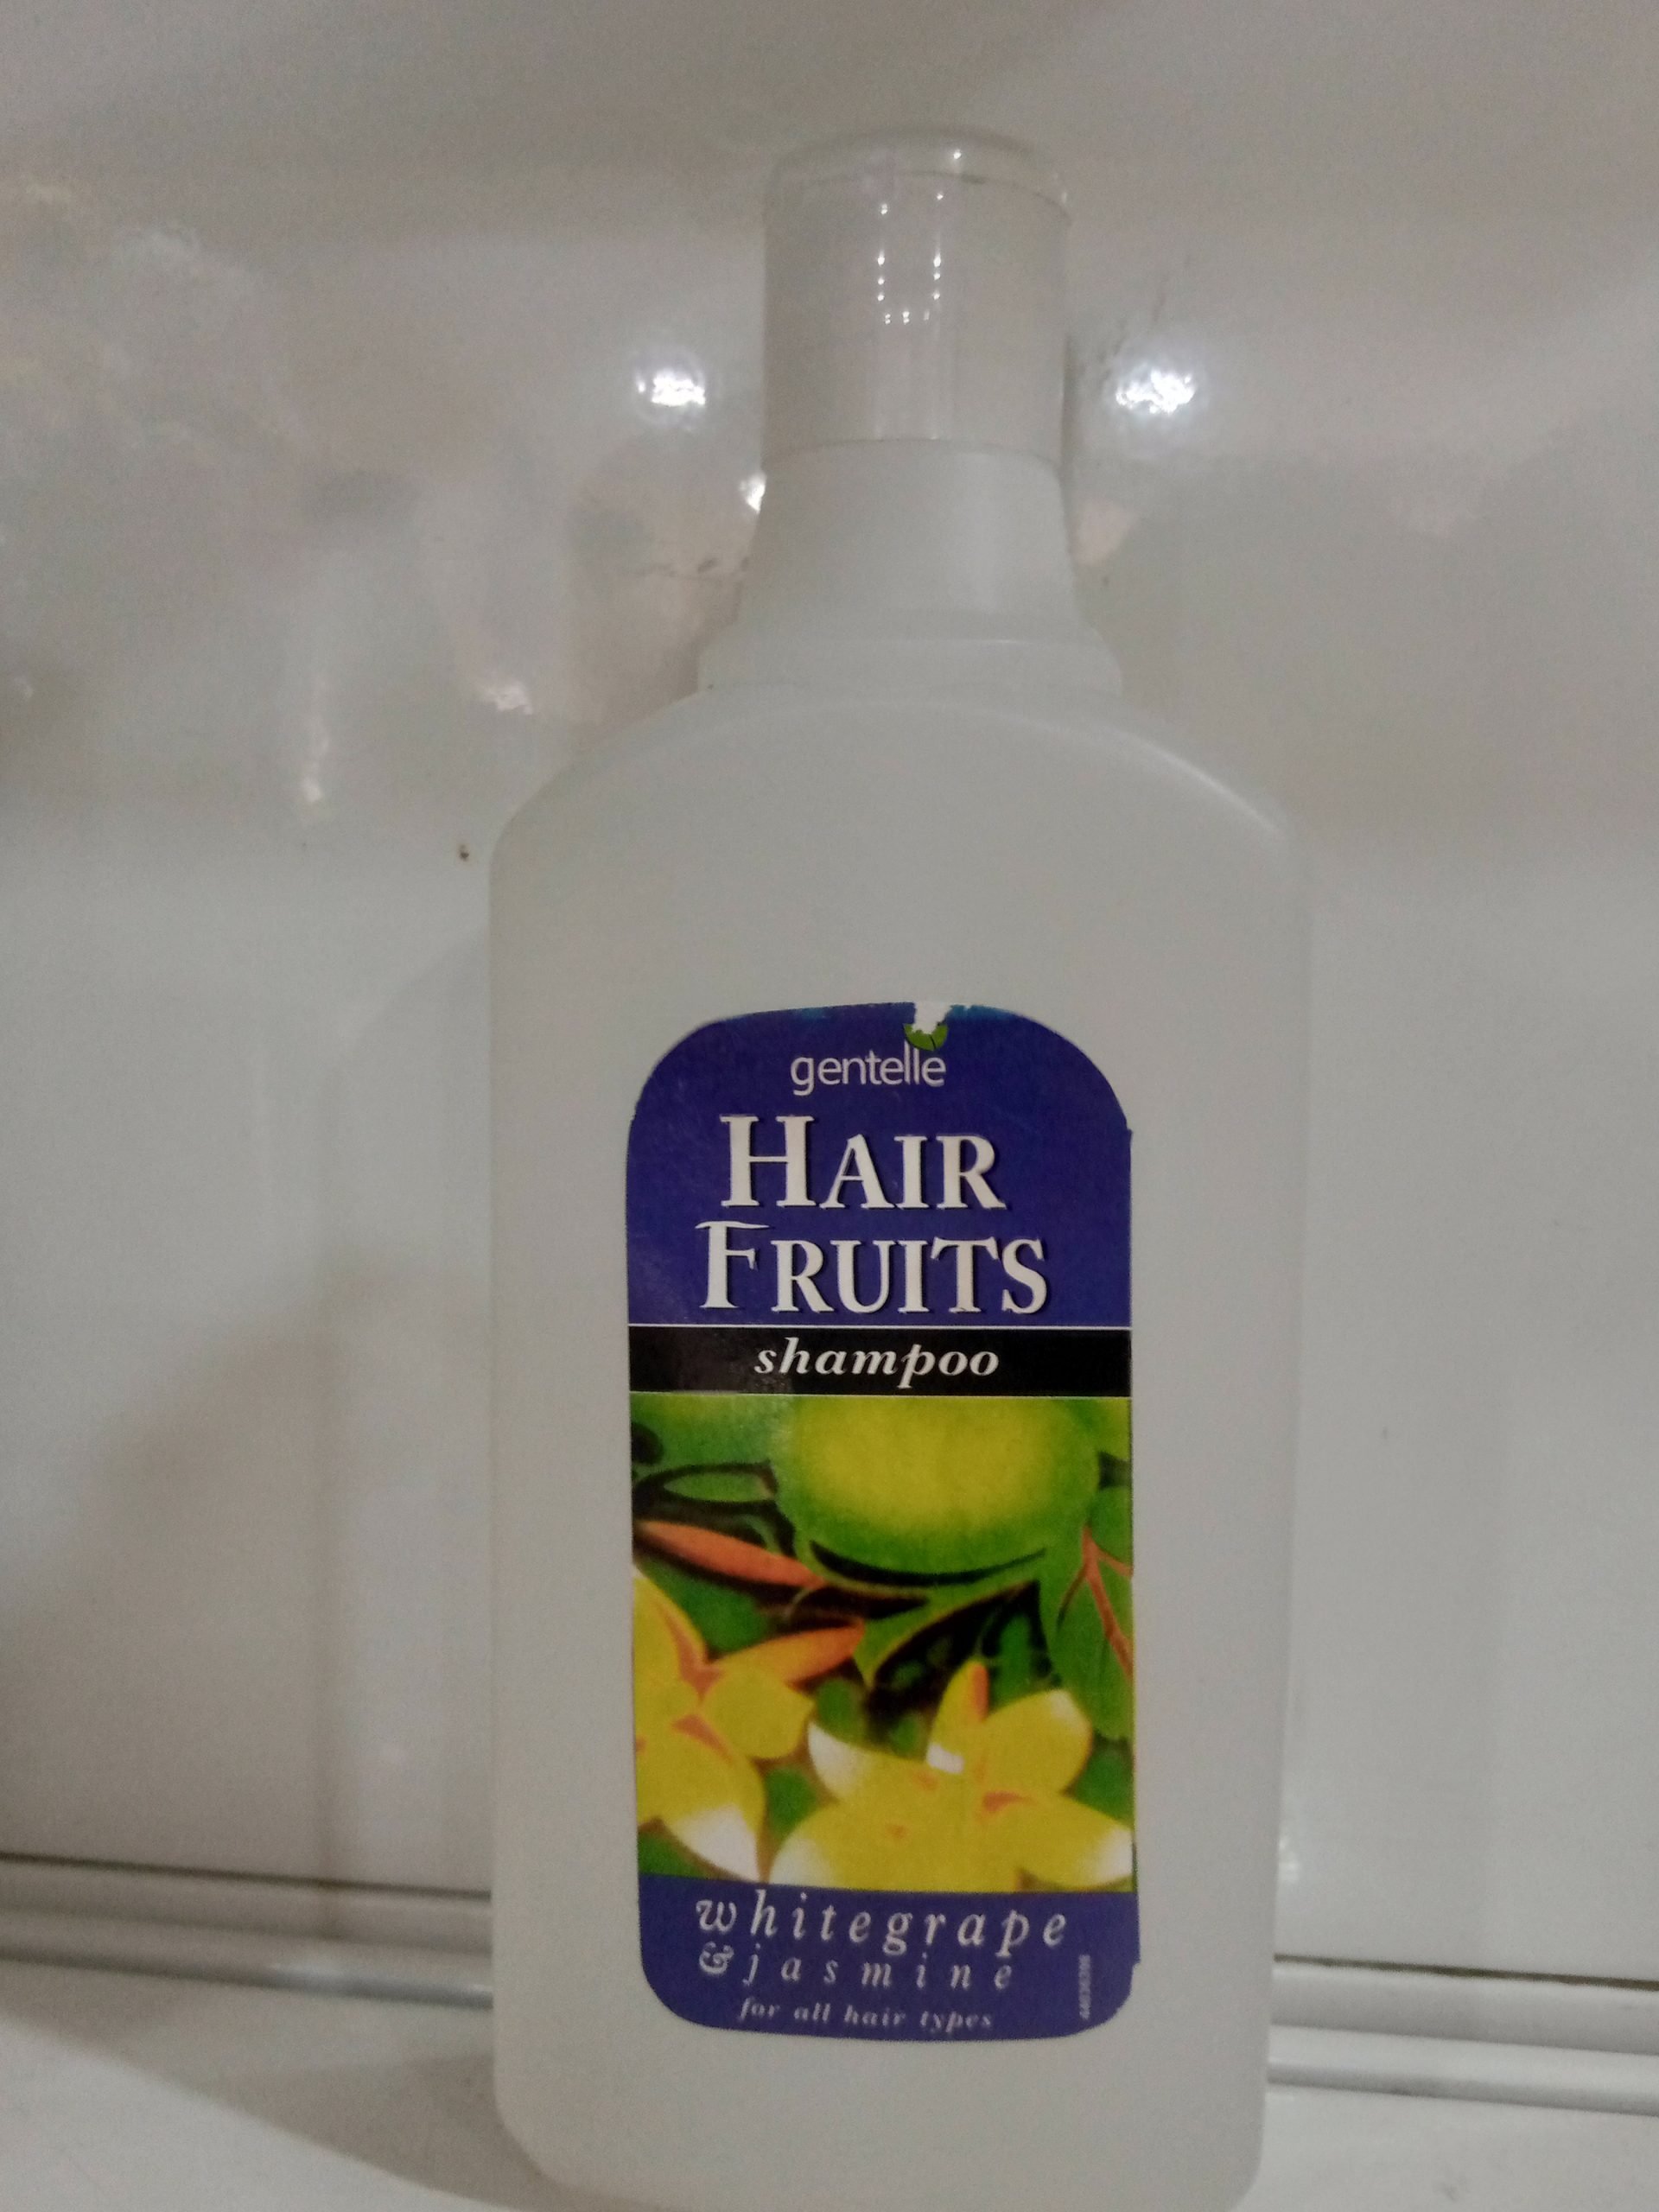 gentelle
HAIR
FRUITS
shampoo
whitegrape
& jasmine
for all hair types